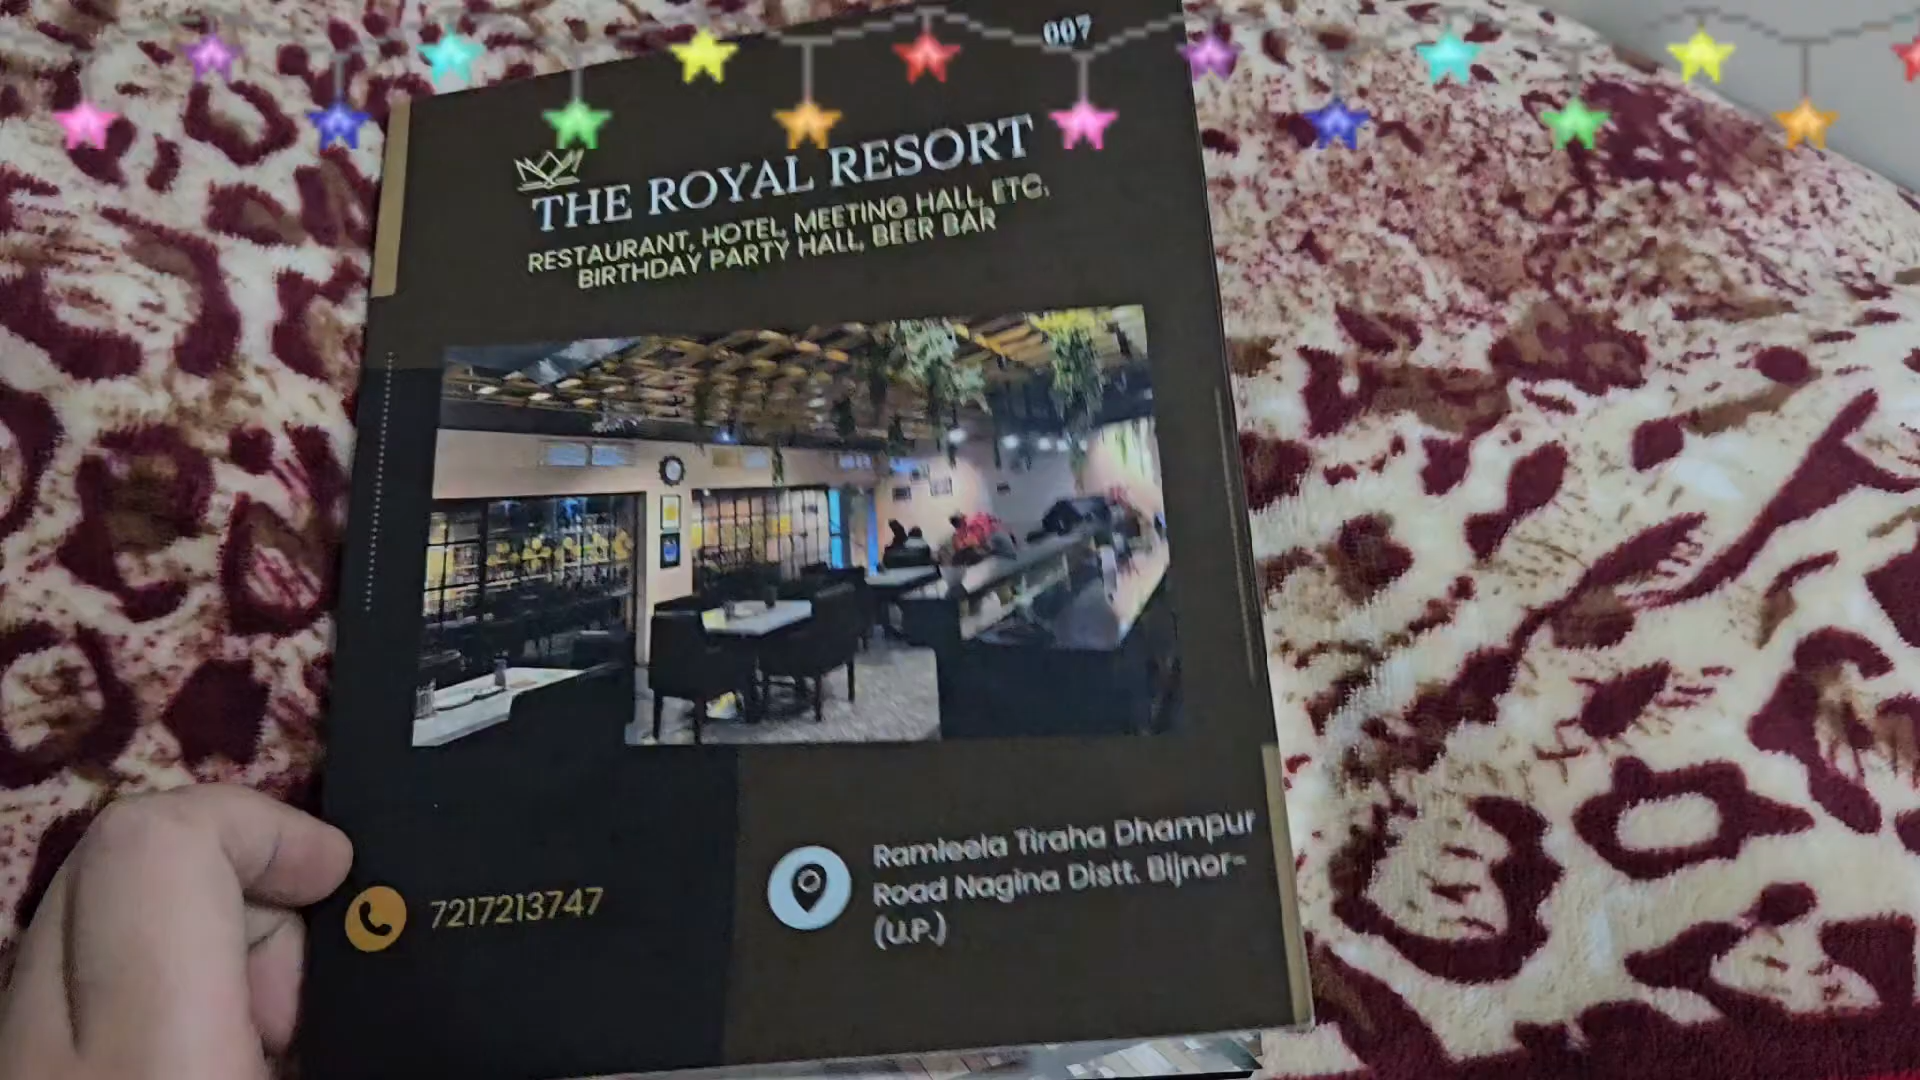 007
THE ROYAL RESORT
RESTAURANT, HOTEL, MEETING HALL, ETC.
BIRTHDAY PARTY HALL, BEER BAR
7217213747
Ramleela Tiraha Dhampur
Road Nagina Distt. Bijnor-
(U.P.)